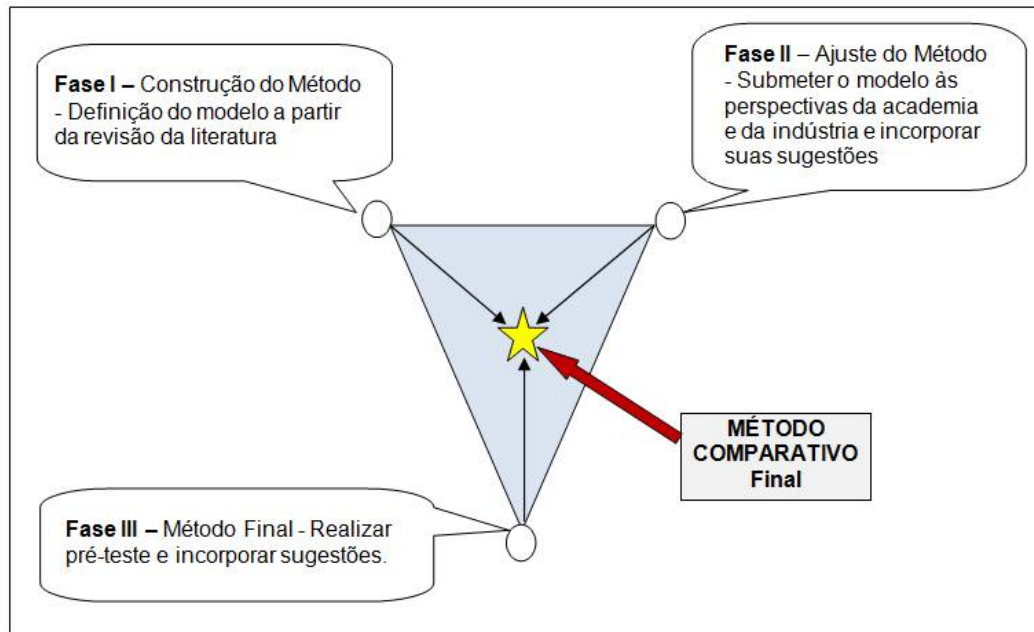 Fase I – Construção do Método
- Definição do modelo a partir
da revisão da literatura
Fase II – Ajuste do Método
- Submeter o modelo às
perspectivas da academia
e da indústria e incorporar
suas sugestões
MÉTODO
COMPARATIVO
Final
Fase III – Método Final - Realizar
pré-teste e incorporar sugestões.